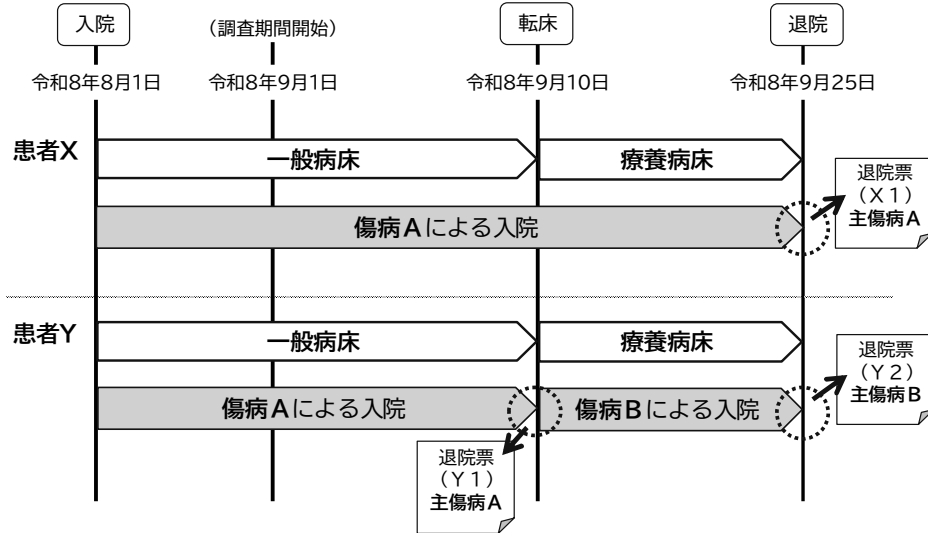 入院
（調査期間開始）
転床
退院
令和8年8月1日
令和8年9月1日
令和8年9月10日
令和8年9月25日
患者X
一般病床
療養病床
傷病Aによる入院
退院票
（X１）
主傷病A
患者Y
一般病床
療養病床
傷病Aによる入院
傷病Bによる入院
退院票
（Y２）
主傷病B
退院票
（Y１）
主傷病A